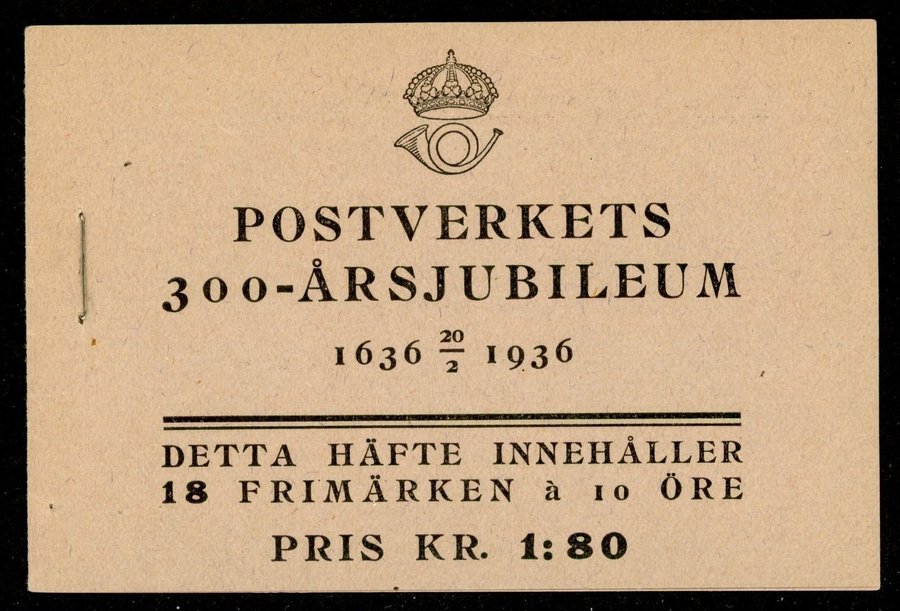 POSTVERKETS
300-ÅRSJUBILEUM
1636 20/2 1936
DETTA HÄFTE INNEHÅLLER
18 FRIMÄRKEN à 10 ÖRE
PRIS KR. 1:80